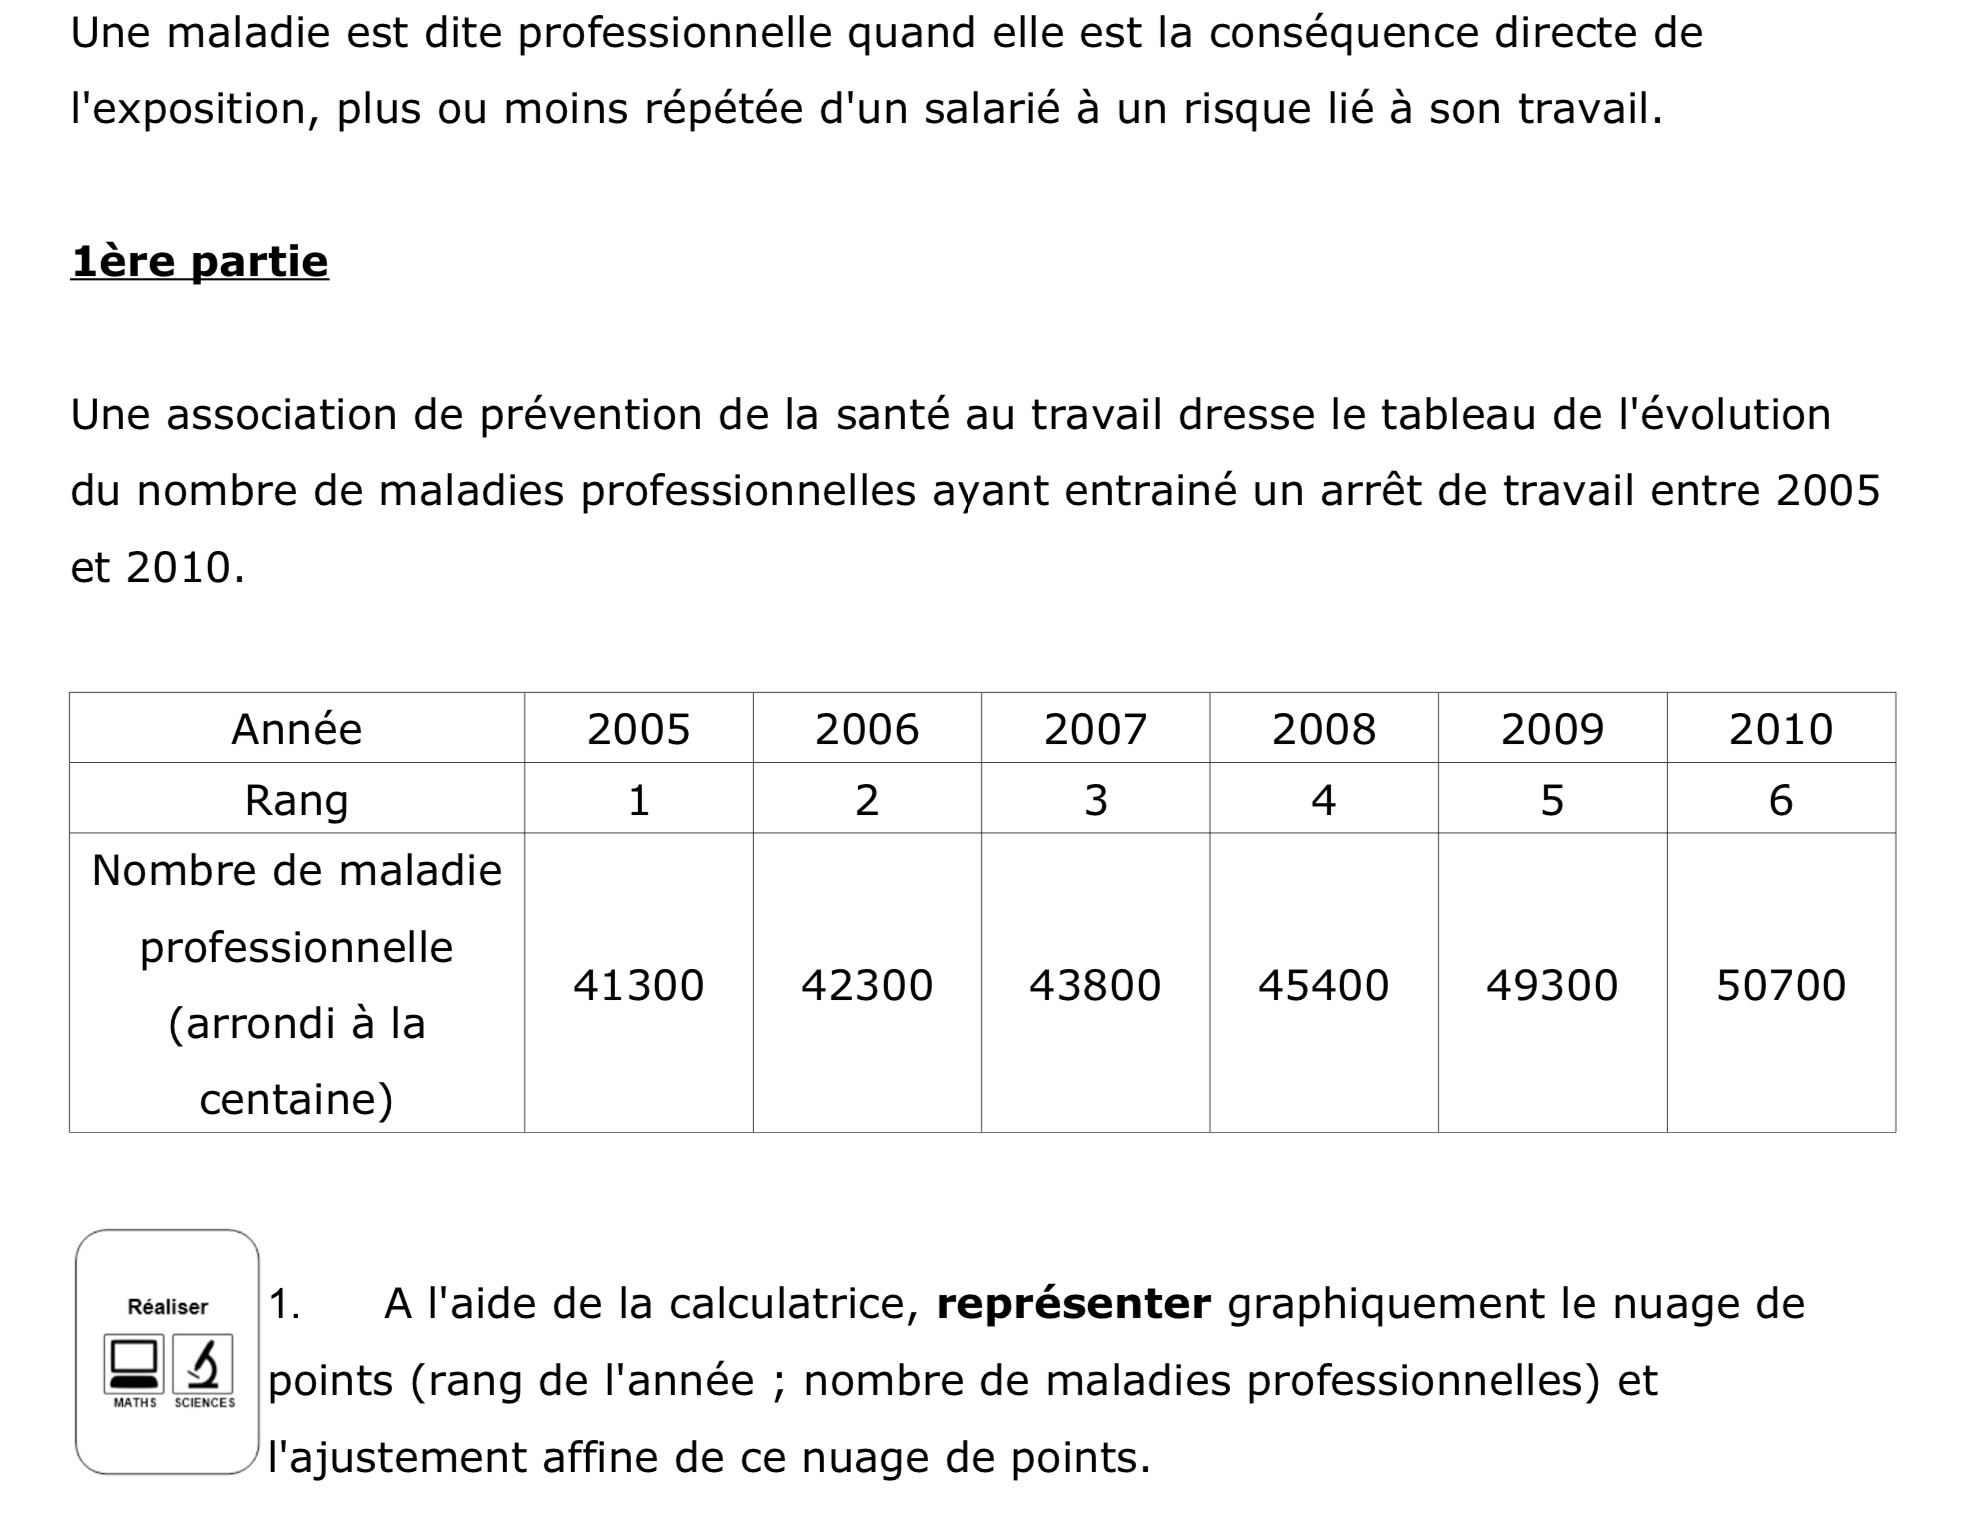 Une maladie est dite professionnelle quand elle est la conséquence directe de
l'exposition, plus ou moins répétée d'un salarié à un risque lié à son travail.
1ère partie
Une association de prévention de la santé au travail dresse le tableau de l'évolution
du nombre de maladies professionnelles ayant entrainé un arrêt de travail entre 2005
et 2010.
Année 2005 2006 2007 2008 2009 2010
Rang 1 2 3 4 5 6
Nombre de maladie
professionnelle
(arrondi à la
centaine)
41300 42300 43800 45400 49300 50700
Réaliser
MATHS SCIENCES
1. A l'aide de la calculatrice, représenter graphiquement le nuage de
points (rang de l'année ; nombre de maladies professionnelles) et
l'ajustement affine de ce nuage de points.